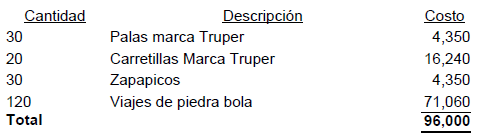 Cantidad Descripción Costo
30 Palas marca Truper 4,350
20 Carretillas Marca Truper 16,240
30 Zapapicos 4,350
120 Viajes de piedra bola 71,060
Total 96,000